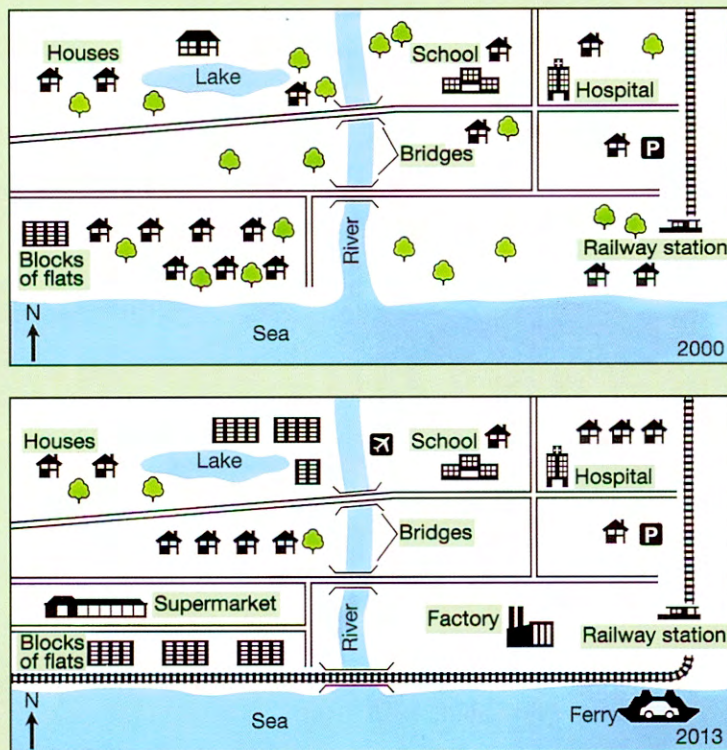 Houses
Lake
School
Hospital
Bridges
P
Blocks
of flats
River
Railway station
N
Sea
2000
Houses
Lake
School
Hospital
Bridges
P
Supermarket
River
Factory
Blocks
of flats
Railway station
N
Sea
Ferry
2013